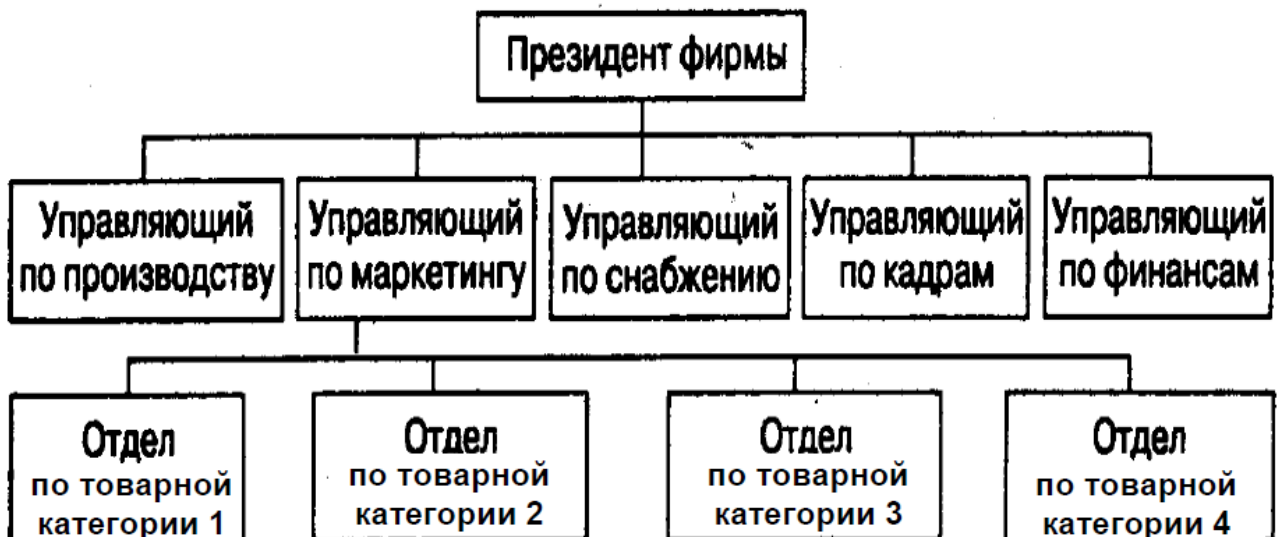 Президент фирмы
Управляющий
по производству
Управляющий
по маркетингу
Управляющий
по снабжению
Управляющий
по кадрам
Управляющий
по финансам
Отдел
по товарной
категории 1
Отдел
по товарной
категории 2
Отдел
по товарной
категории 3
Отдел
по товарной
категории 4